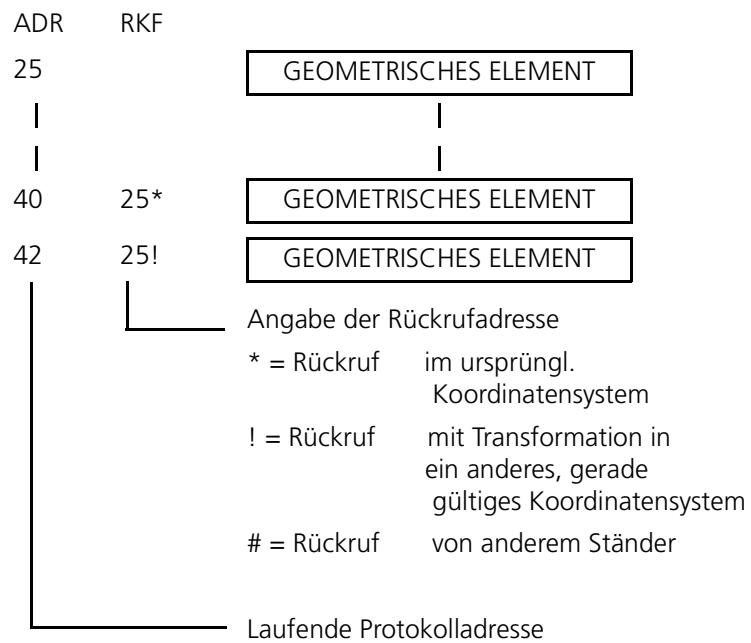 ADR RKF
25 GEOMETRISCHES ELEMENT
40 25* GEOMETRISCHES ELEMENT
42 25! GEOMETRISCHES ELEMENT
Angabe der Rückrufadresse
* = Rückruf im ursprüngl.
Koordinatensystem
! = Rückruf mit Transformation in
ein anderes, gerade
gültiges Koordinatensystem
# = Rückruf von anderem Ständer
Laufende Protokolladresse